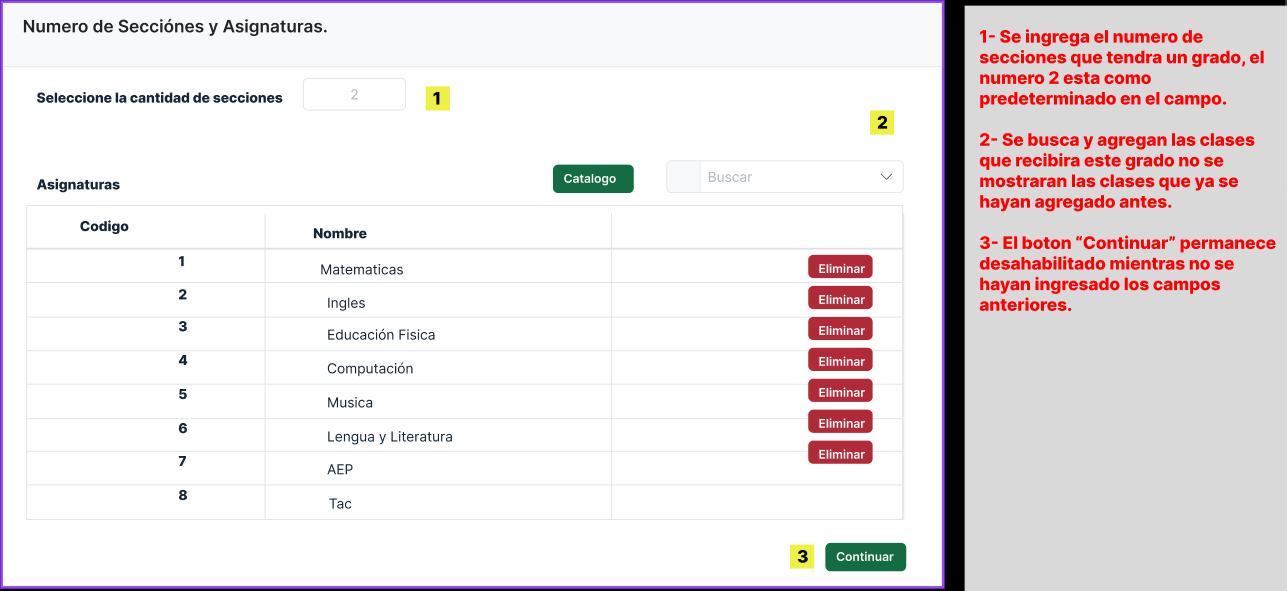 Numero de Secciónes y Asignaturas.
Seleccione la cantidad de secciones 2 1
2
Asignaturas Catalogo Buscar
Codigo Nombre
1 Matematicas Eliminar
2 Ingles Eliminar
3 Educación Fisica Eliminar
4 Computación Eliminar
5 Musica Eliminar
6 Lengua y Literatura Eliminar
7 AEP Eliminar
8 Tac
3 Continuar
1- Se ingrega el numero de
secciones que tendra un grado, el
numero 2 esta como
predeterminado en el campo.
2- Se busca y agregan las clases
que recibira este grado no se
mostraran las clases que ya se
hayan agregado antes.
3- El boton “Continuar” permanece
desahabilitado mientras no se
hayan ingresado los campos
anteriores.